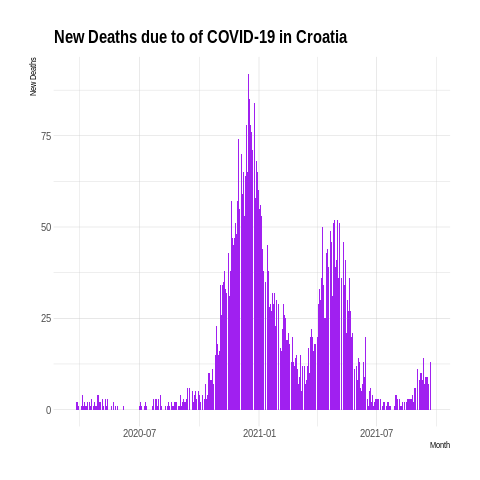 New Deaths due to of COVID-19 in Croatia
New Deaths
75
50
25
0
2020-07
2021-01
2021-07
Month